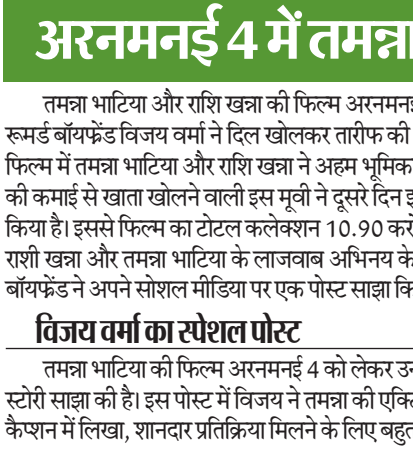 अरनमनई 4 में तमन्ना
तमन्ना भाटिया और राशि खन्ना की फिल्म अरनमनई
रूमर्ड बॉयफ्रेंड विजय वर्मा ने दिल खोलकर तारीफ की
फिल्म में तमन्ना भाटिया और राशि खन्ना ने अहम भूमिक
की कमाई से खाता खोलने वाली इस मूवी ने दूसरे दिन
किया है। इससे फिल्म का टोटल कलेक्शन 10.90 करो
राशी खन्ना और तमन्ना भाटिया के लाजवाब अभिनय के
बॉयफ्रेंड ने अपने सोशल मीडिया पर एक पोस्ट साझा कि
विजय वर्मा का स्पेशल पोस्ट
तमन्ना भाटिया की फिल्म अरनमनई 4 को लेकर उन
स्टोरी साझा की है। इस पोस्ट में विजय ने तमन्ना की एक्टि
कैप्शन में लिखा, शानदार प्रतिक्रिया मिलने के लिए बहुत